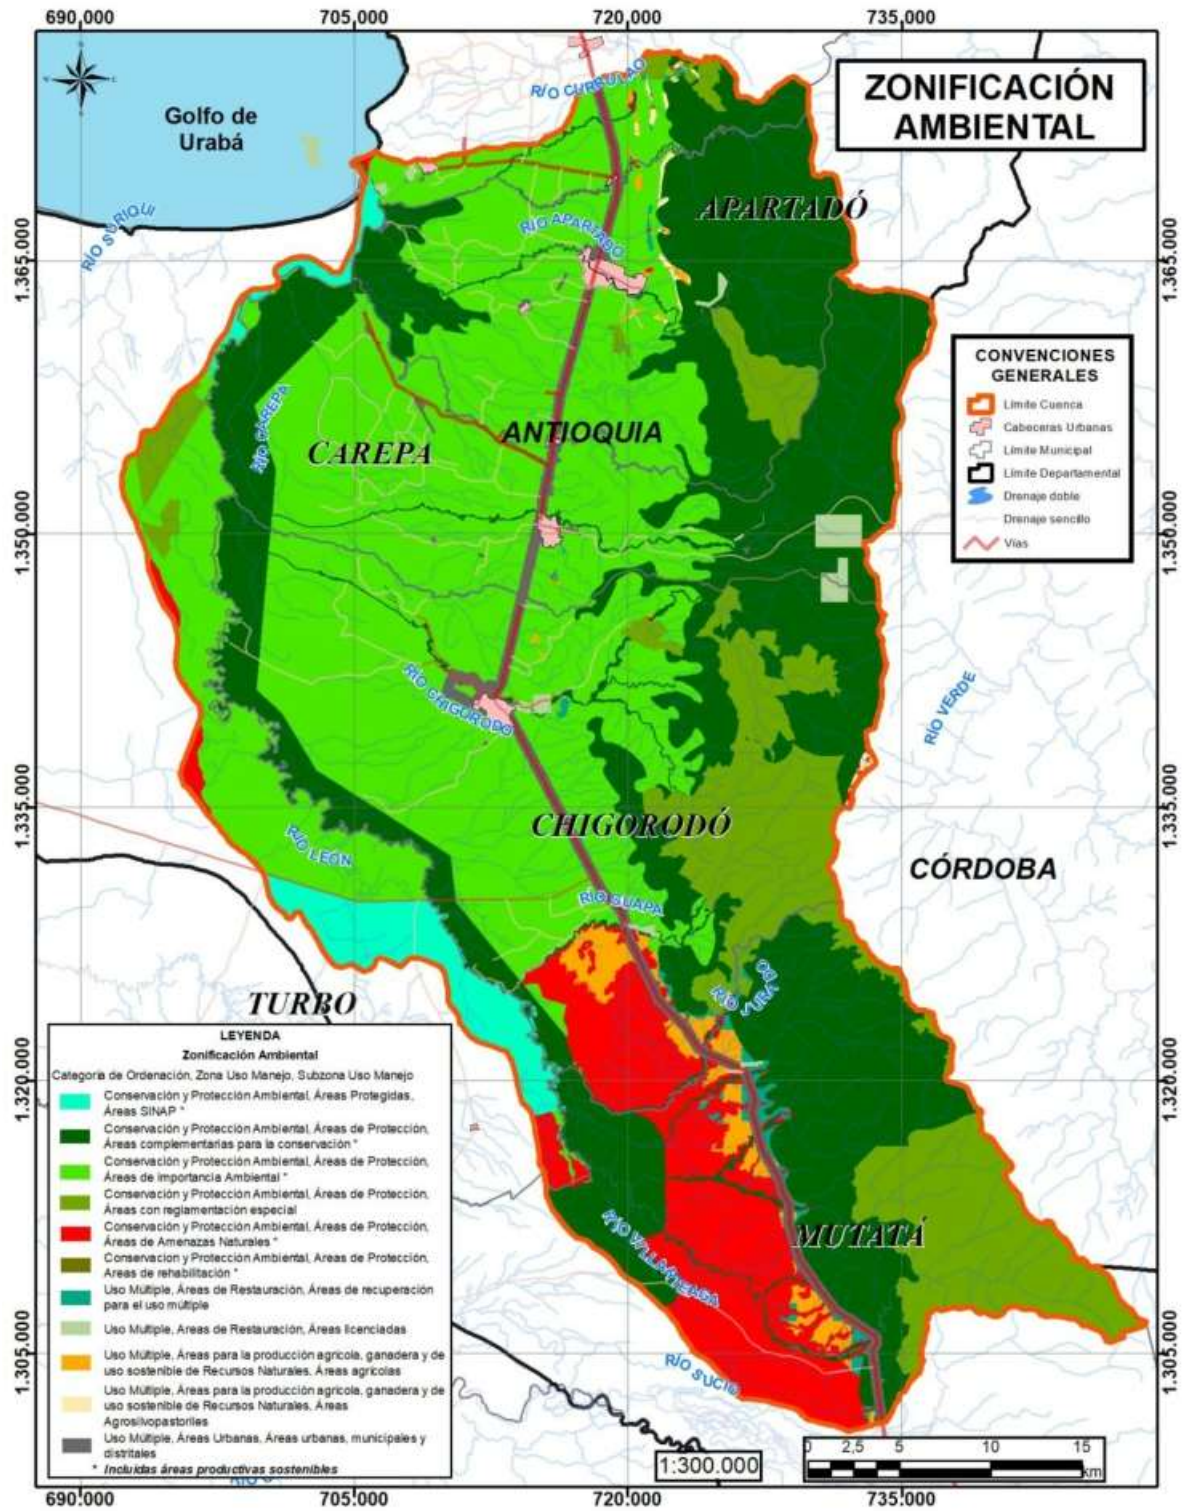 690.000
705.000
720.000
735.000
ZONIFICACIÓN
AMBIENTAL
Golfo de
Urabá
RÍO CURRULAO
RÍO SURIQUI
APARTADÓ
RÍO APARTADÓ
1.365.000
1.365.000
CONVENCIONES
GENERALES
Límite Cuenca
Cabeceras Urbanas
Límite Municipal
Límite Departamental
Drenaje doble
Drenaje sencillo
Vías
RÍO CAREPA
CAREPA
ANTIOQUIA
1.350.000
1.350.000
RÍO CHIGORODO
RÍO VERDE
1.335.000
1.335.000
CHIGORODÓ
RÍO LEÓN
CÓRDOBA
RÍO GUAPA
RÍO JURADO
TURBO
1.320.000
1.320.000
MUTATÁ
RÍO VILLARTEAGA
RÍO SUCIO
1.305.000
1.305.000
LEYENDA
Zonificación Ambiental
Categoría de Ordenación, Zona Uso Manejo, Subzona Uso Manejo
Conservación y Protección Ambiental, Áreas Protegidas,
Áreas SINAP *
Conservación y Protección Ambiental, Áreas de Protección,
Áreas complementarias para la conservación *
Conservación y Protección Ambiental, Áreas de Protección,
Áreas de Importancia Ambiental *
Conservación y Protección Ambiental, Áreas de Protección,
Áreas con reglamentación especial
Conservación y Protección Ambiental, Áreas de Protección,
Áreas de Amenazas Naturales *
Conservación y Protección Ambiental, Áreas de Protección,
Áreas de rehabilitación *
Uso Múltiple, Áreas de Restauración, Áreas de recuperación
para el uso múltiple
Uso Múltiple, Áreas de Restauración, Áreas licenciadas
Uso Múltiple, Áreas para la producción agrícola, ganadera y de
uso sostenible de Recursos Naturales, Áreas agrícolas
Uso Múltiple, Áreas para la producción agrícola, ganadera y de
uso sostenible de Recursos Naturales, Áreas
Agrosilvopastoriles
Uso Múltiple, Áreas Urbanas, Áreas urbanas, municipales y
distritales
* Incluidas áreas productivas sostenibles
1:300.000
0 2,5 5 10 15
km
690.000
705.000
720.000
735.000